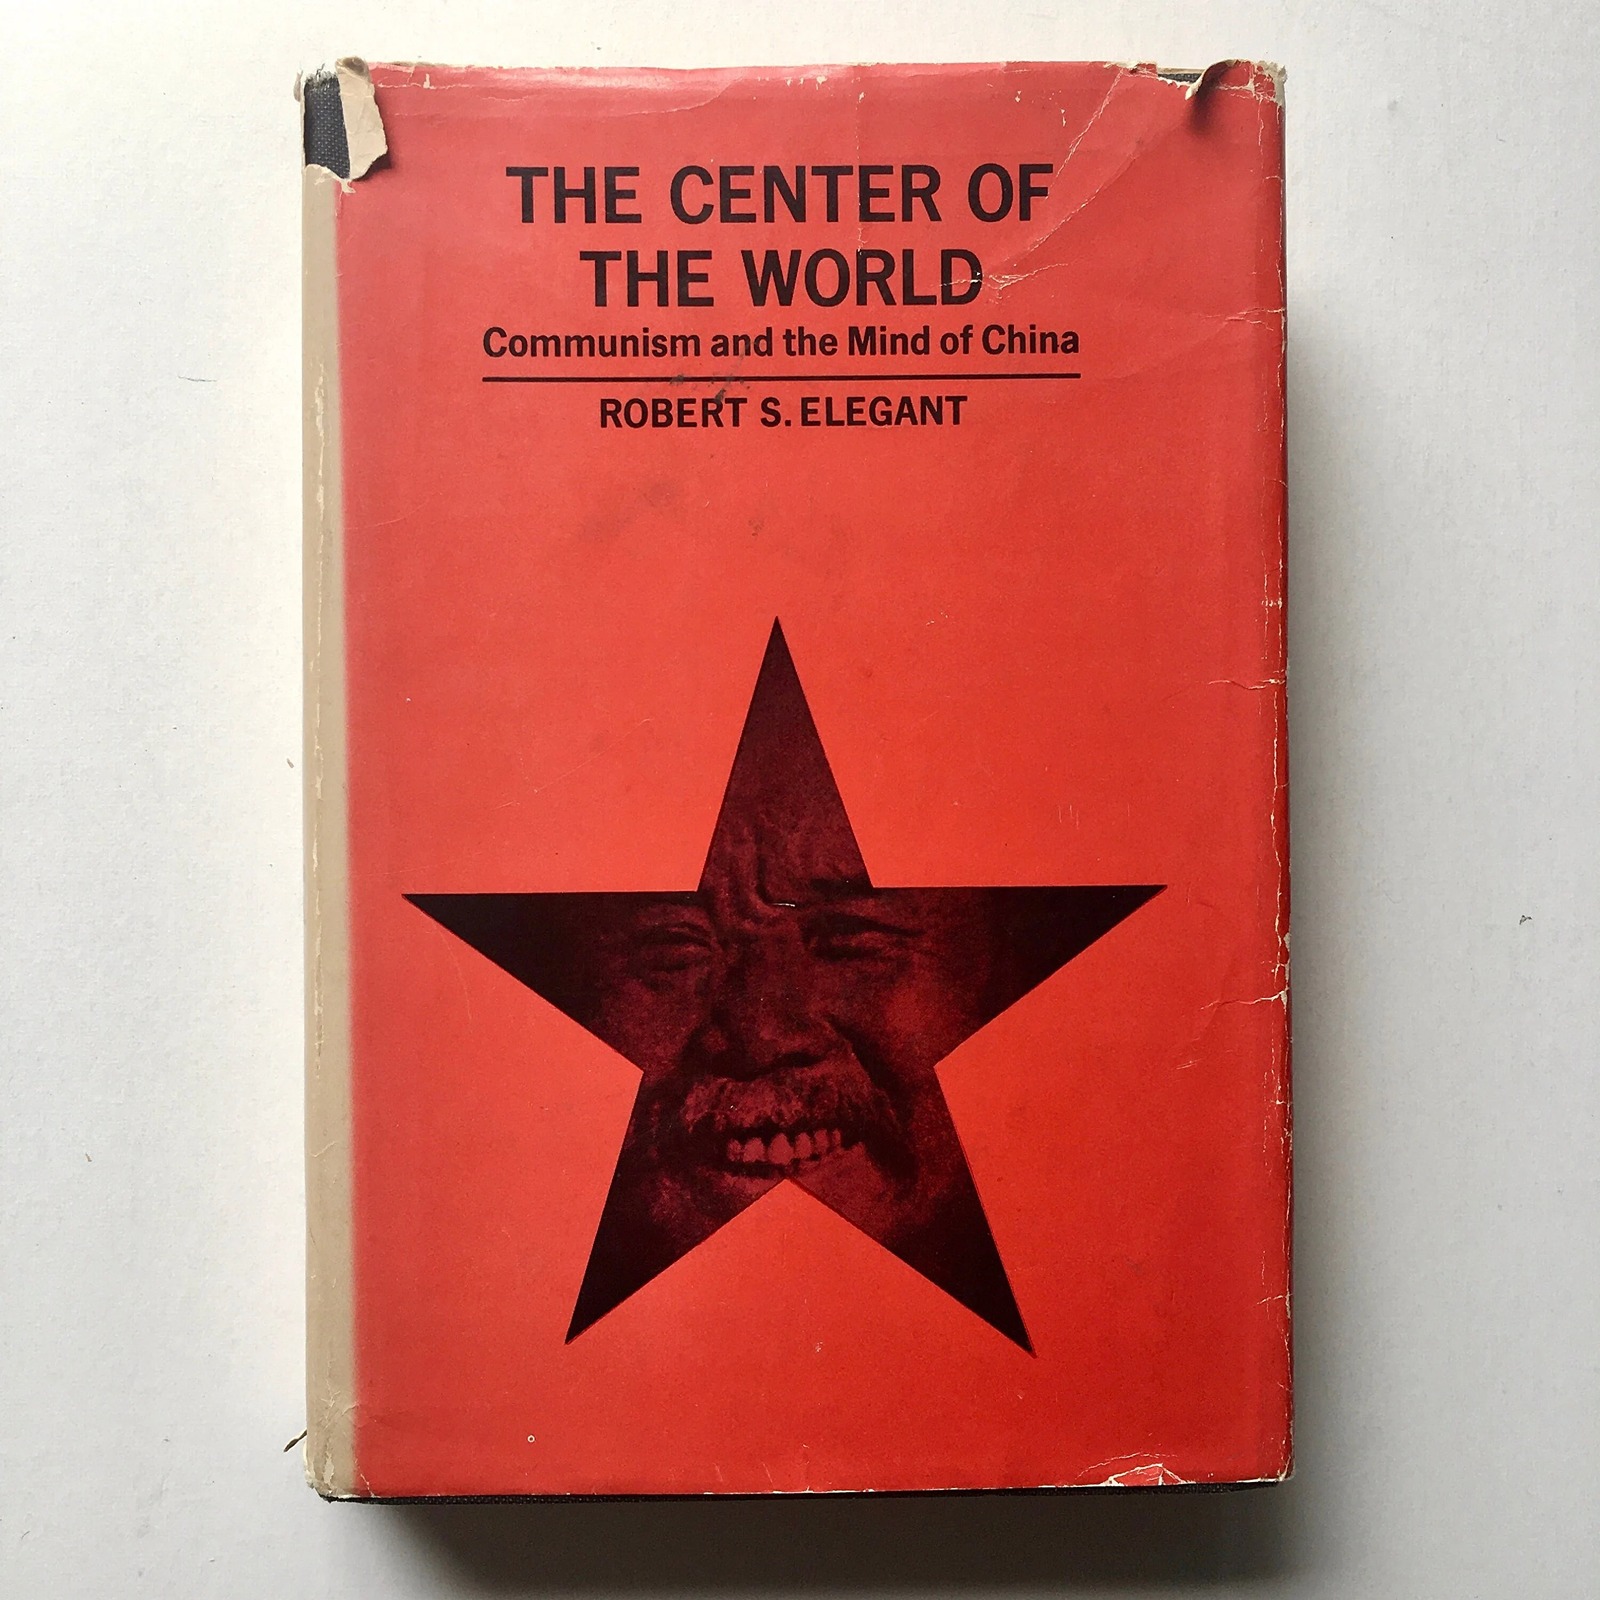 THE CENTER OF
THE WORLD
Communism and the Mind of China
ROBERT S. ELEGANT